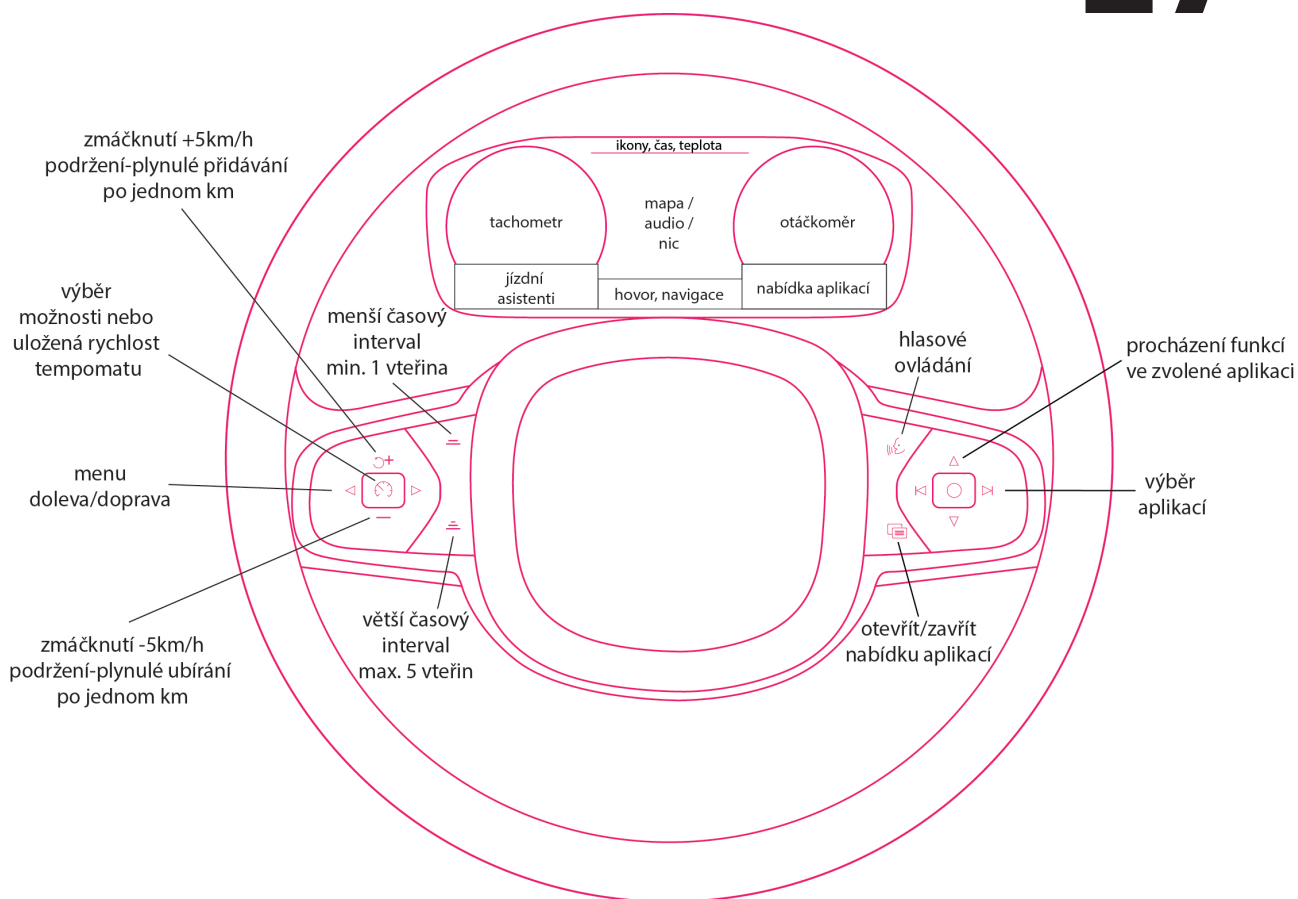 zmáčknutí +5km/h
podržení-plynulé přidávání
po jednom km
ikony, čas, teplota
tachometr
mapa /
audio /
nic
otáčkoměr
jízdní
asistenti
hovor, navigace
nabídka aplikací
výběr
možnosti nebo
uložená rychlost
tempomatu
menší časový
interval
min. 1 vteřina
hlasové
ovládání
procházení funkcí
ve zvolené aplikaci
menu
doleva/doprava
výběr
aplikací
zmáčknutí -5km/h
podržení-plynulé ubírání
po jednom km
větší časový
interval
max. 5 vteřin
otevřít/zavřít
nabídku aplikací